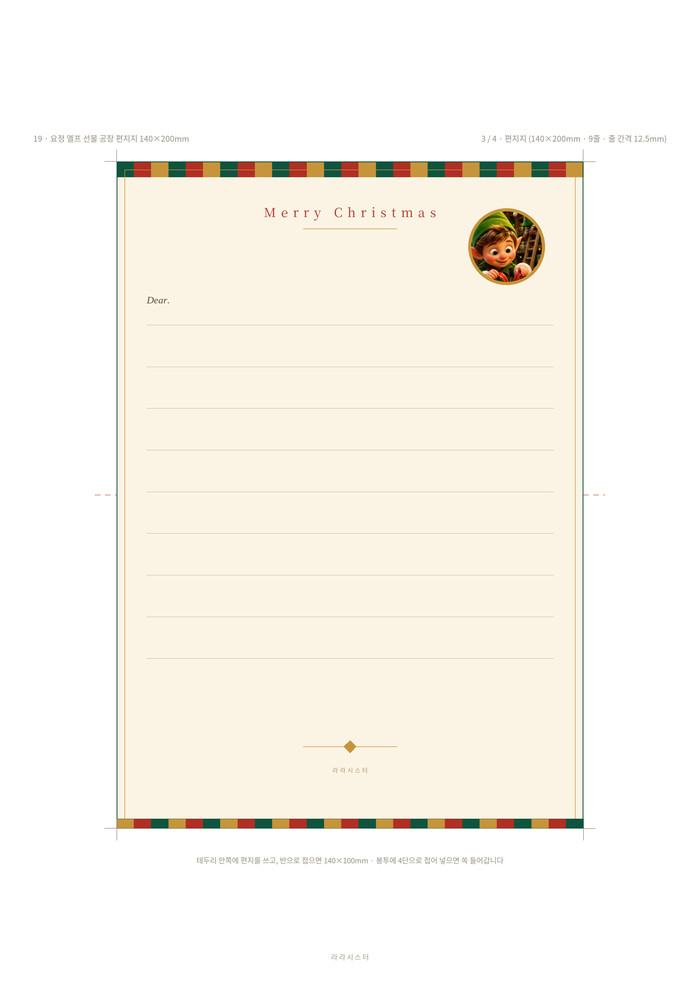 19 · 요정 엘프 선물 공장 편지지 140×200mm
3 / 4 · 편지지 (140×200mm · 9줄 · 줄 간격 12.5mm)
Merry Christmas
Dear.
라라시스터
테두리 안쪽에 편지를 쓰고, 반으로 접으면 140×100mm · 봉투에 4단으로 접어 넣으면 쏙 들어갑니다
라라시스터